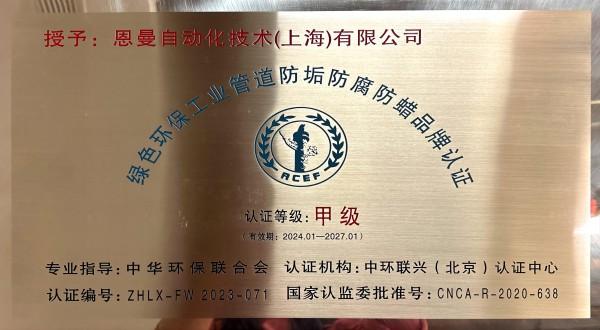 授予：恩曼自动化技术(上海)有限公司
绿色环保工业管道防垢防腐防蜡品牌认证
ACEF
认证等级：甲级
（有效期：2024.01—2027.01）
专业指导：中华环保联合会 认证机构：中环联兴（北京）认证中心
认证编号：ZHLX-FW 2023-071 国家认监委批准号：CNCA-R-2020-638